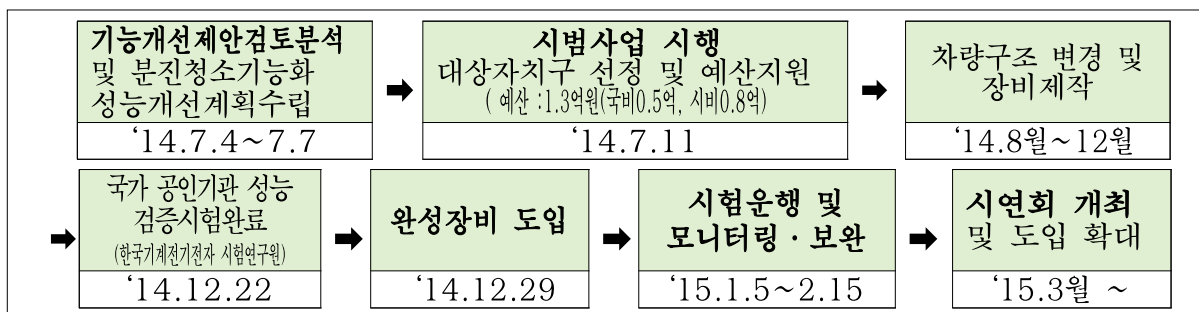 기능개선제안검토분석
및 분진청소기능화
성능개선계획수립
‘14.7.4～7.7
➡
시범사업 시행
대상자치구 선정 및 예산지원
( 예산 :1.3억원(국비0.5억, 시비0.8억)
‘14.7.11
➡
차량구조 변경 및
장비제작
‘14.8월～12월
➡
국가 공인기관 성능
검증시험완료
(한국기계전기전자 시험연구원)
‘14.12.22
➡
완성장비 도입
‘14.12.29
➡
시험운행 및
모니터링ㆍ보완
‘15.1.5～2.15
➡
시연회 개최
및 도입 확대
‘15.3월 ～